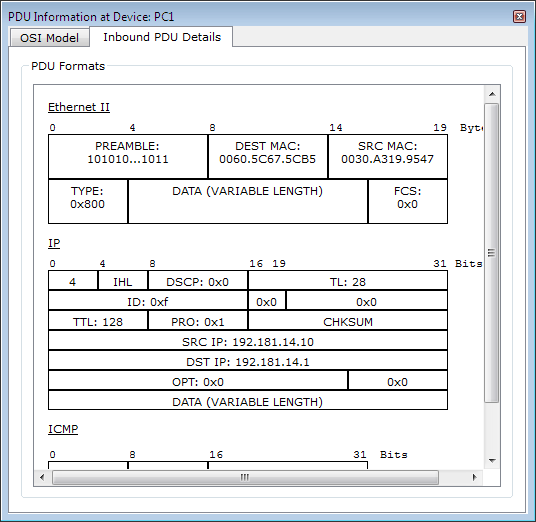 PDU Information at Device: PC1
OSI Model Inbound PDU Details
PDU Formats
Ethernet II
0 4 8 14 19 Byte
PREAMBLE: DEST MAC: SRC MAC:
101010...1011 0060.5C67.5CB5 0030.A319.9547
TYPE: DATA (VARIABLE LENGTH) FCS:
0x800 0x0
IP
0 4 8 16 19 31 Bits
4 IHL DSCP: 0x0 TL: 28
ID: 0xf 0x0 0x0
TTL: 128 PRO: 0x1 CHKSUM
SRC IP: 192.181.14.10
DST IP: 192.181.14.1
OPT: 0x0 0x0
DATA (VARIABLE LENGTH)
ICMP
0 8 16 31 Bits